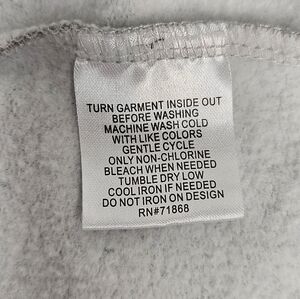 TURN GARMENT INSIDE OUT
BEFORE WASHING
MACHINE WASH COLD
WITH LIKE COLORS
GENTLE CYCLE
ONLY NON-CHLORINE
BLEACH WHEN NEEDED
TUMBLE DRY LOW
COOL IRON IF NEEDED
DO NOT IRON ON DESIGN
RN#71868